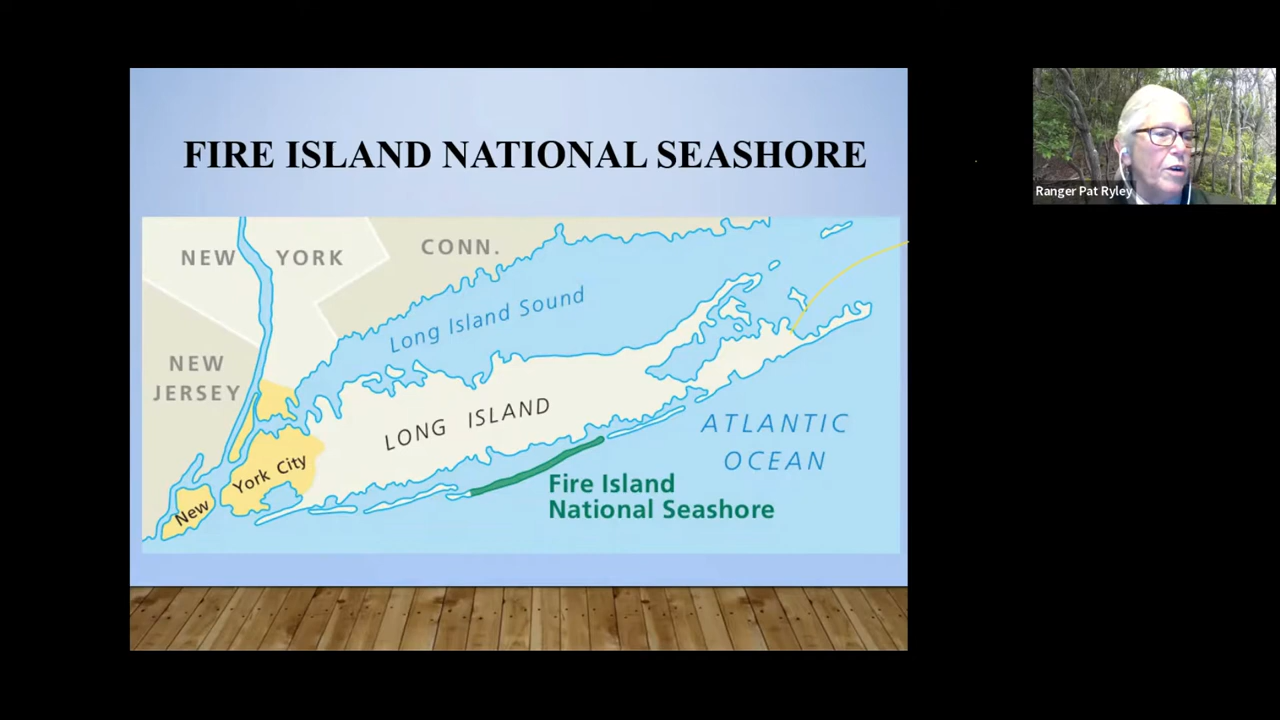 FIRE ISLAND NATIONAL SEASHORE
NEW YORK
CONN.
Long Island Sound
NEW
JERSEY
LONG ISLAND
ATLANTIC
OCEAN
York City
New
Fire Island
National Seashore
Ranger Pat Ryley